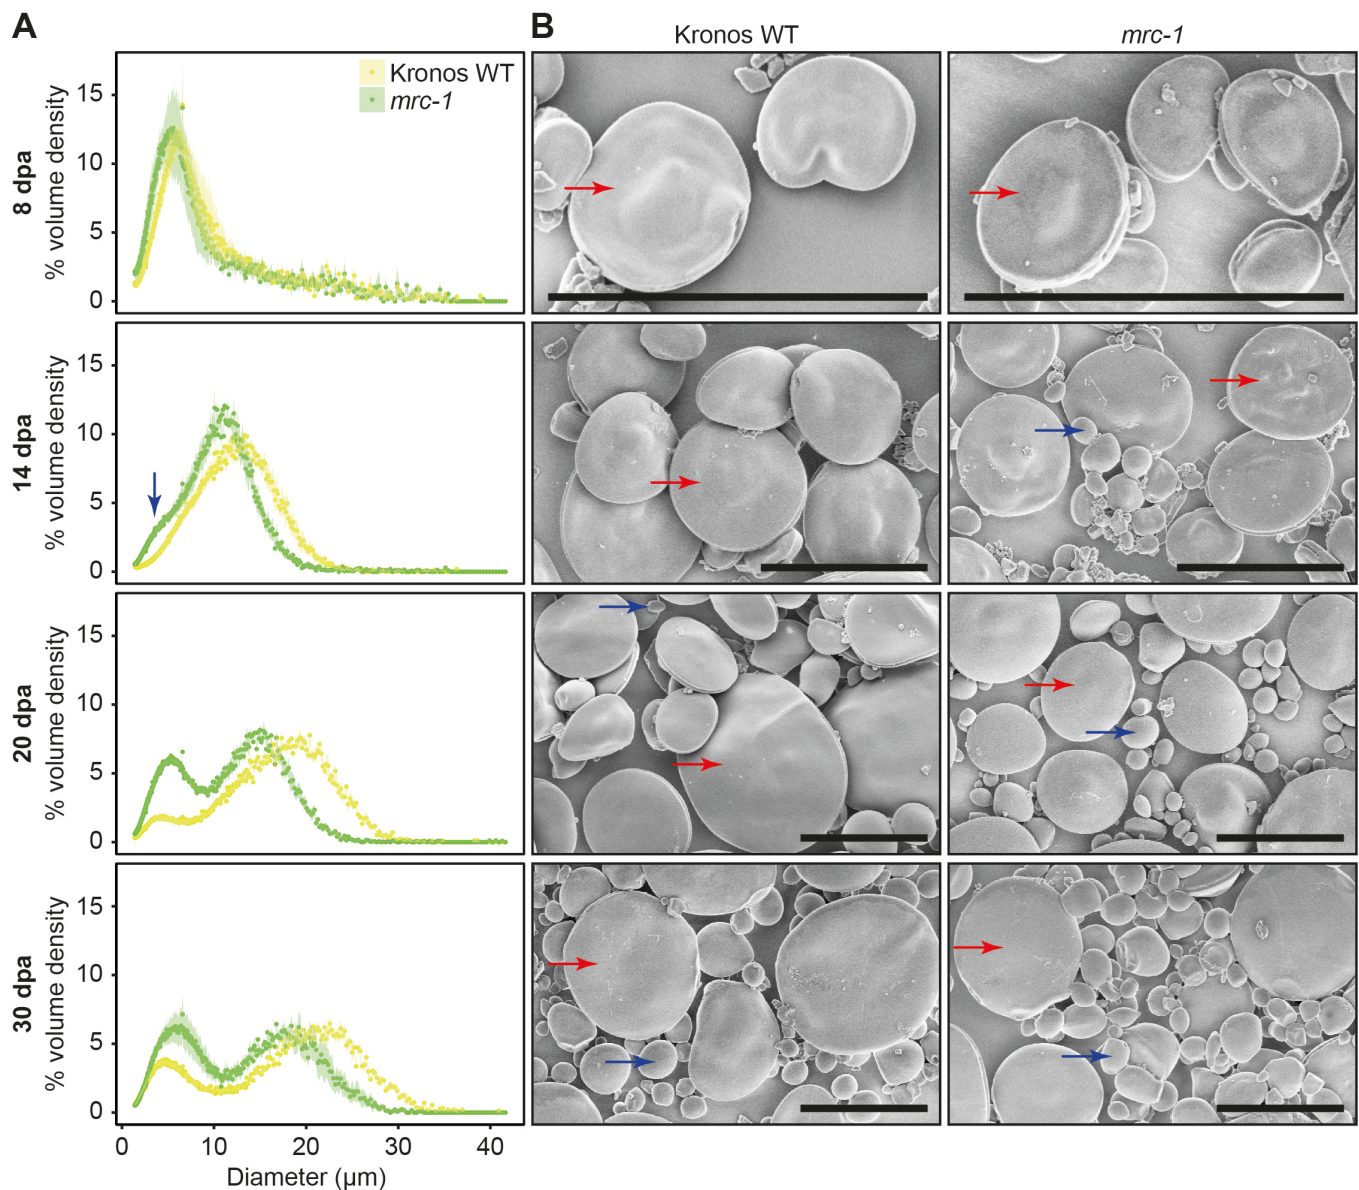 A
B
Kronos WT
mrc-1
Kronos WT
mrc-1
8 dpa
% volume density
15
10
5
0
14 dpa
% volume density
15
10
5
0
20 dpa
% volume density
15
10
5
0
30 dpa
% volume density
15
10
5
0
0 10 20 30 40
Diameter (µm)